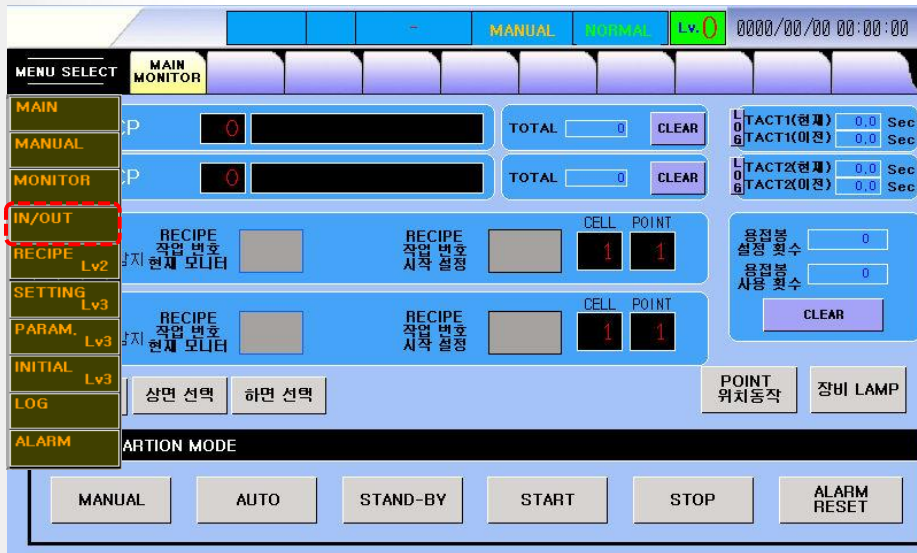 - MANUAL NORMAL Lv.0 0000/00/00 00:00:00
MENU SELECT
MAIN
MONITOR
MAIN
MANUAL
MONITOR
IN/OUT
RECIPE Lv2
SETTING Lv3
PARAM. Lv3
INITIAL Lv3
LOG
ALARM
CP 0 TOTAL 0 CLEAR
LOG
TACT1(현재) 0.0 Sec
TACT1(이전) 0.0 Sec
CP 0 TOTAL 0 CLEAR
LOG
TACT2(현재) 0.0 Sec
TACT2(이전) 0.0 Sec
RECIPE
작업 번호
현재 모니터
RECIPE
작업 번호
시작 설정
CELL POINT
1 1
용접봉
설정 횟수 0
용접봉
사용 횟수 0
CLEAR
RECIPE
작업 번호
현재 모니터
RECIPE
작업 번호
시작 설정
CELL POINT
1 1
상면 선택
하면 선택
POINT
위치동작
장비 LAMP
ARTION MODE
MANUAL
AUTO
STAND-BY
START
STOP
ALARM
RESET